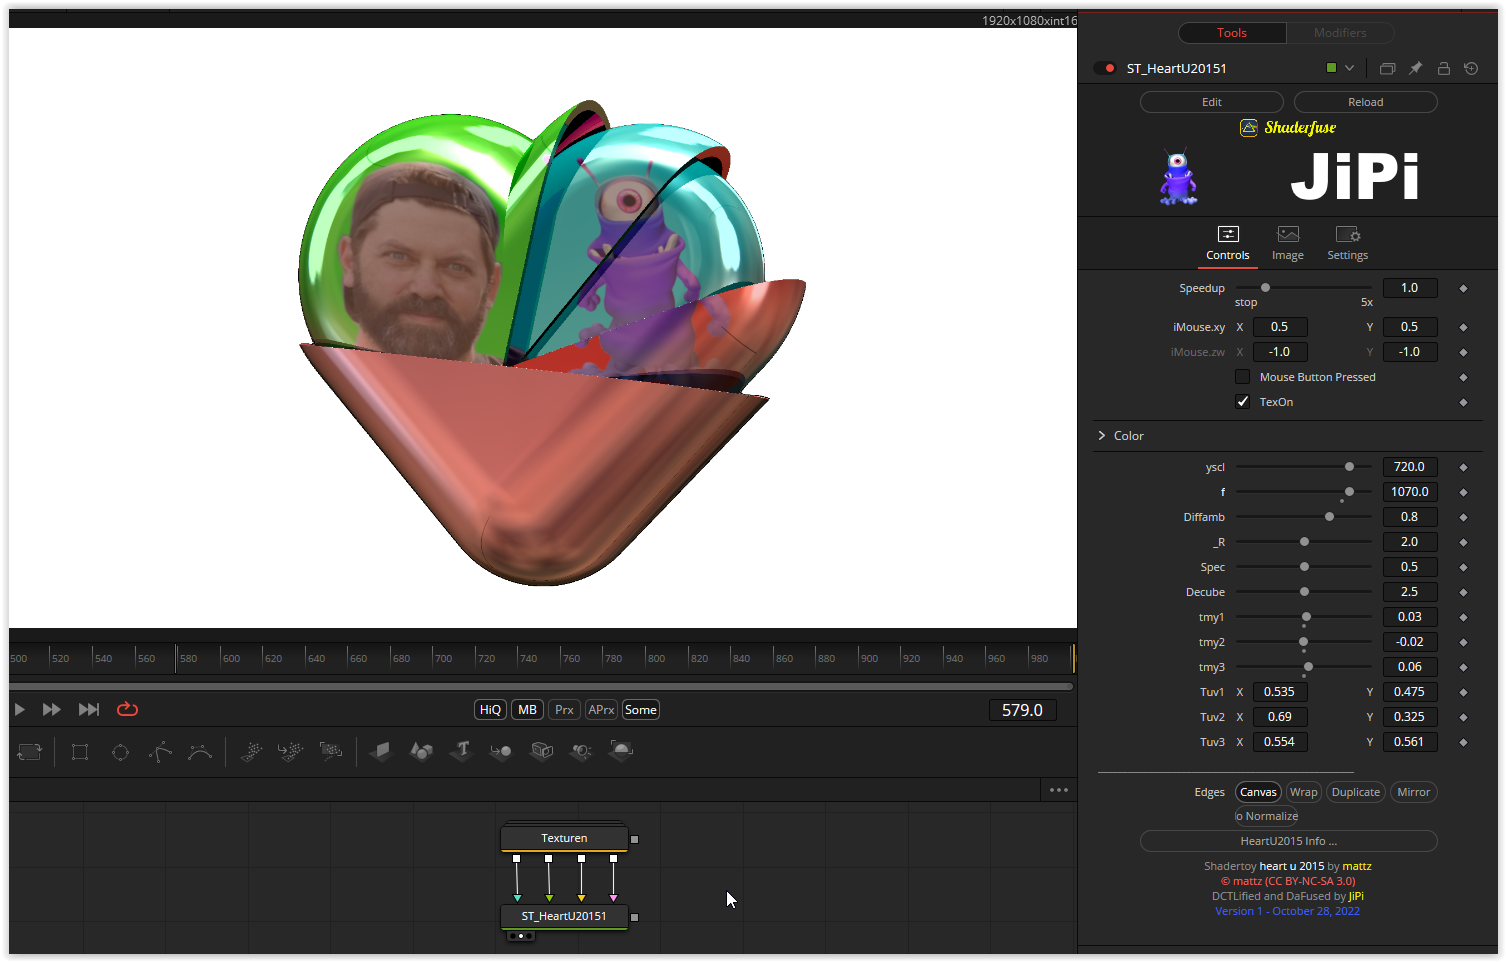 1920x1080xint16
Tools
Modifiers
ST_HeartU20151
Edit
Reload
Shaderfuse
JiPi
Controls
Image
Settings
Speedup 1.0
stop 5x
iMouse.xy X 0.5 Y 0.5
iMouse.zw X -1.0 Y -1.0
Mouse Button Pressed
TexOn
Color
yscl 720.0
f 1070.0
Diffamb 0.8
_R 2.0
Spec 0.5
Decube 2.5
tmy1 0.03
tmy2 -0.02
tmy3 0.06
Tuv1 X 0.535 Y 0.475
Tuv2 X 0.69 Y 0.325
Tuv3 X 0.554 Y 0.561
Edges Canvas Wrap Duplicate Mirror
o Normalize
HeartU2015 Info ...
Shadertoy heart u 2015 by mattz
© mattz (CC BY-NC-SA 3.0)
DCTLified and DaFused by JiPi
Version 1 - October 28, 2022
500 520 540 560 580 600 620 640 660 680 700 720 740 760 780 800 820 840 860 880 900 920 940 960 980
HiQ MB Prx APrx Some
579.0
Texturen
ST_HeartU20151